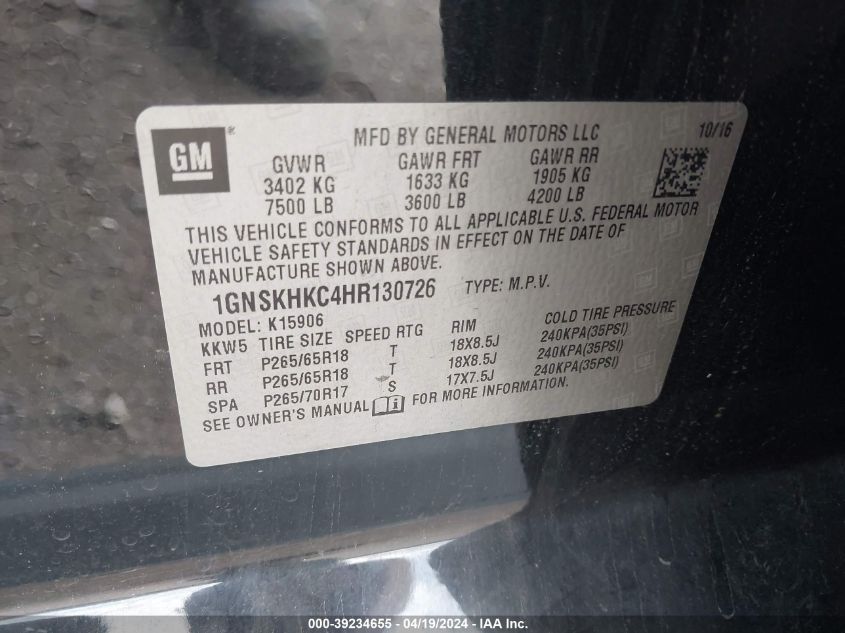 GM®
MFD BY GENERAL MOTORS LLC 10/16
GVWR GAWR FRT GAWR RR
3402 KG 1633 KG 1905 KG
7500 LB 3600 LB 4200 LB
THIS VEHICLE CONFORMS TO ALL APPLICABLE U.S. FEDERAL MOTOR
VEHICLE SAFETY STANDARDS IN EFFECT ON THE DATE OF
MANUFACTURE SHOWN ABOVE.
1GNSKHKC4HR130726 TYPE: M.P.V.
MODEL: K15906
KKW5 TIRE SIZE SPEED RTG RIM COLD TIRE PRESSURE
FRT P265/65R18 T 18X8.5J 240KPA(35PSI)
RR P265/65R18 T 18X8.5J 240KPA(35PSI)
SPA P265/70R17 S 17X7.5J 240KPA(35PSI)
SEE OWNER'S MANUAL FOR MORE INFORMATION.
000-39234655 - 04/19/2024 - IAA Inc.